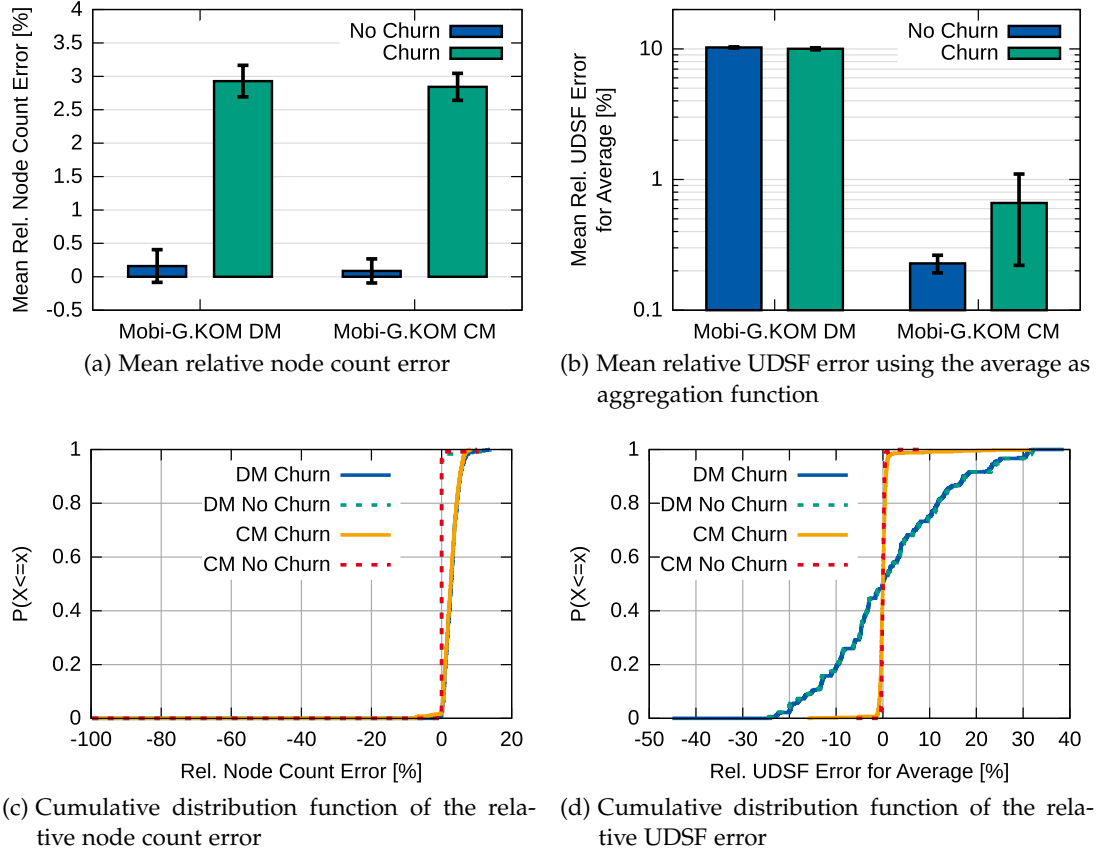 Mean Rel. Node Count Error [%]
4
3.5
3
2.5
2
1.5
1
0.5
0
-0.5
No Churn
Churn
Mobi-G.KOM DM
Mobi-G.KOM CM
(a) Mean relative node count error
Mean Rel. UDSF Error
for Average [%]
10
1
0.1
No Churn
Churn
Mobi-G.KOM DM
Mobi-G.KOM CM
(b) Mean relative UDSF error using the average as
aggregation function
P(X<=x)
1
0.8
0.6
0.4
0.2
0
DM Churn
DM No Churn
CM Churn
CM No Churn
-100 -80 -60 -40 -20 0 20
Rel. Node Count Error [%]
(c) Cumulative distribution function of the rela-
tive node count error
P(X<=x)
1
0.8
0.6
0.4
0.2
0
DM Churn
DM No Churn
CM Churn
CM No Churn
-50 -40 -30 -20 -10 0 10 20 30 40
Rel. UDSF Error for Average [%]
(d) Cumulative distribution function of the rela-
tive UDSF error